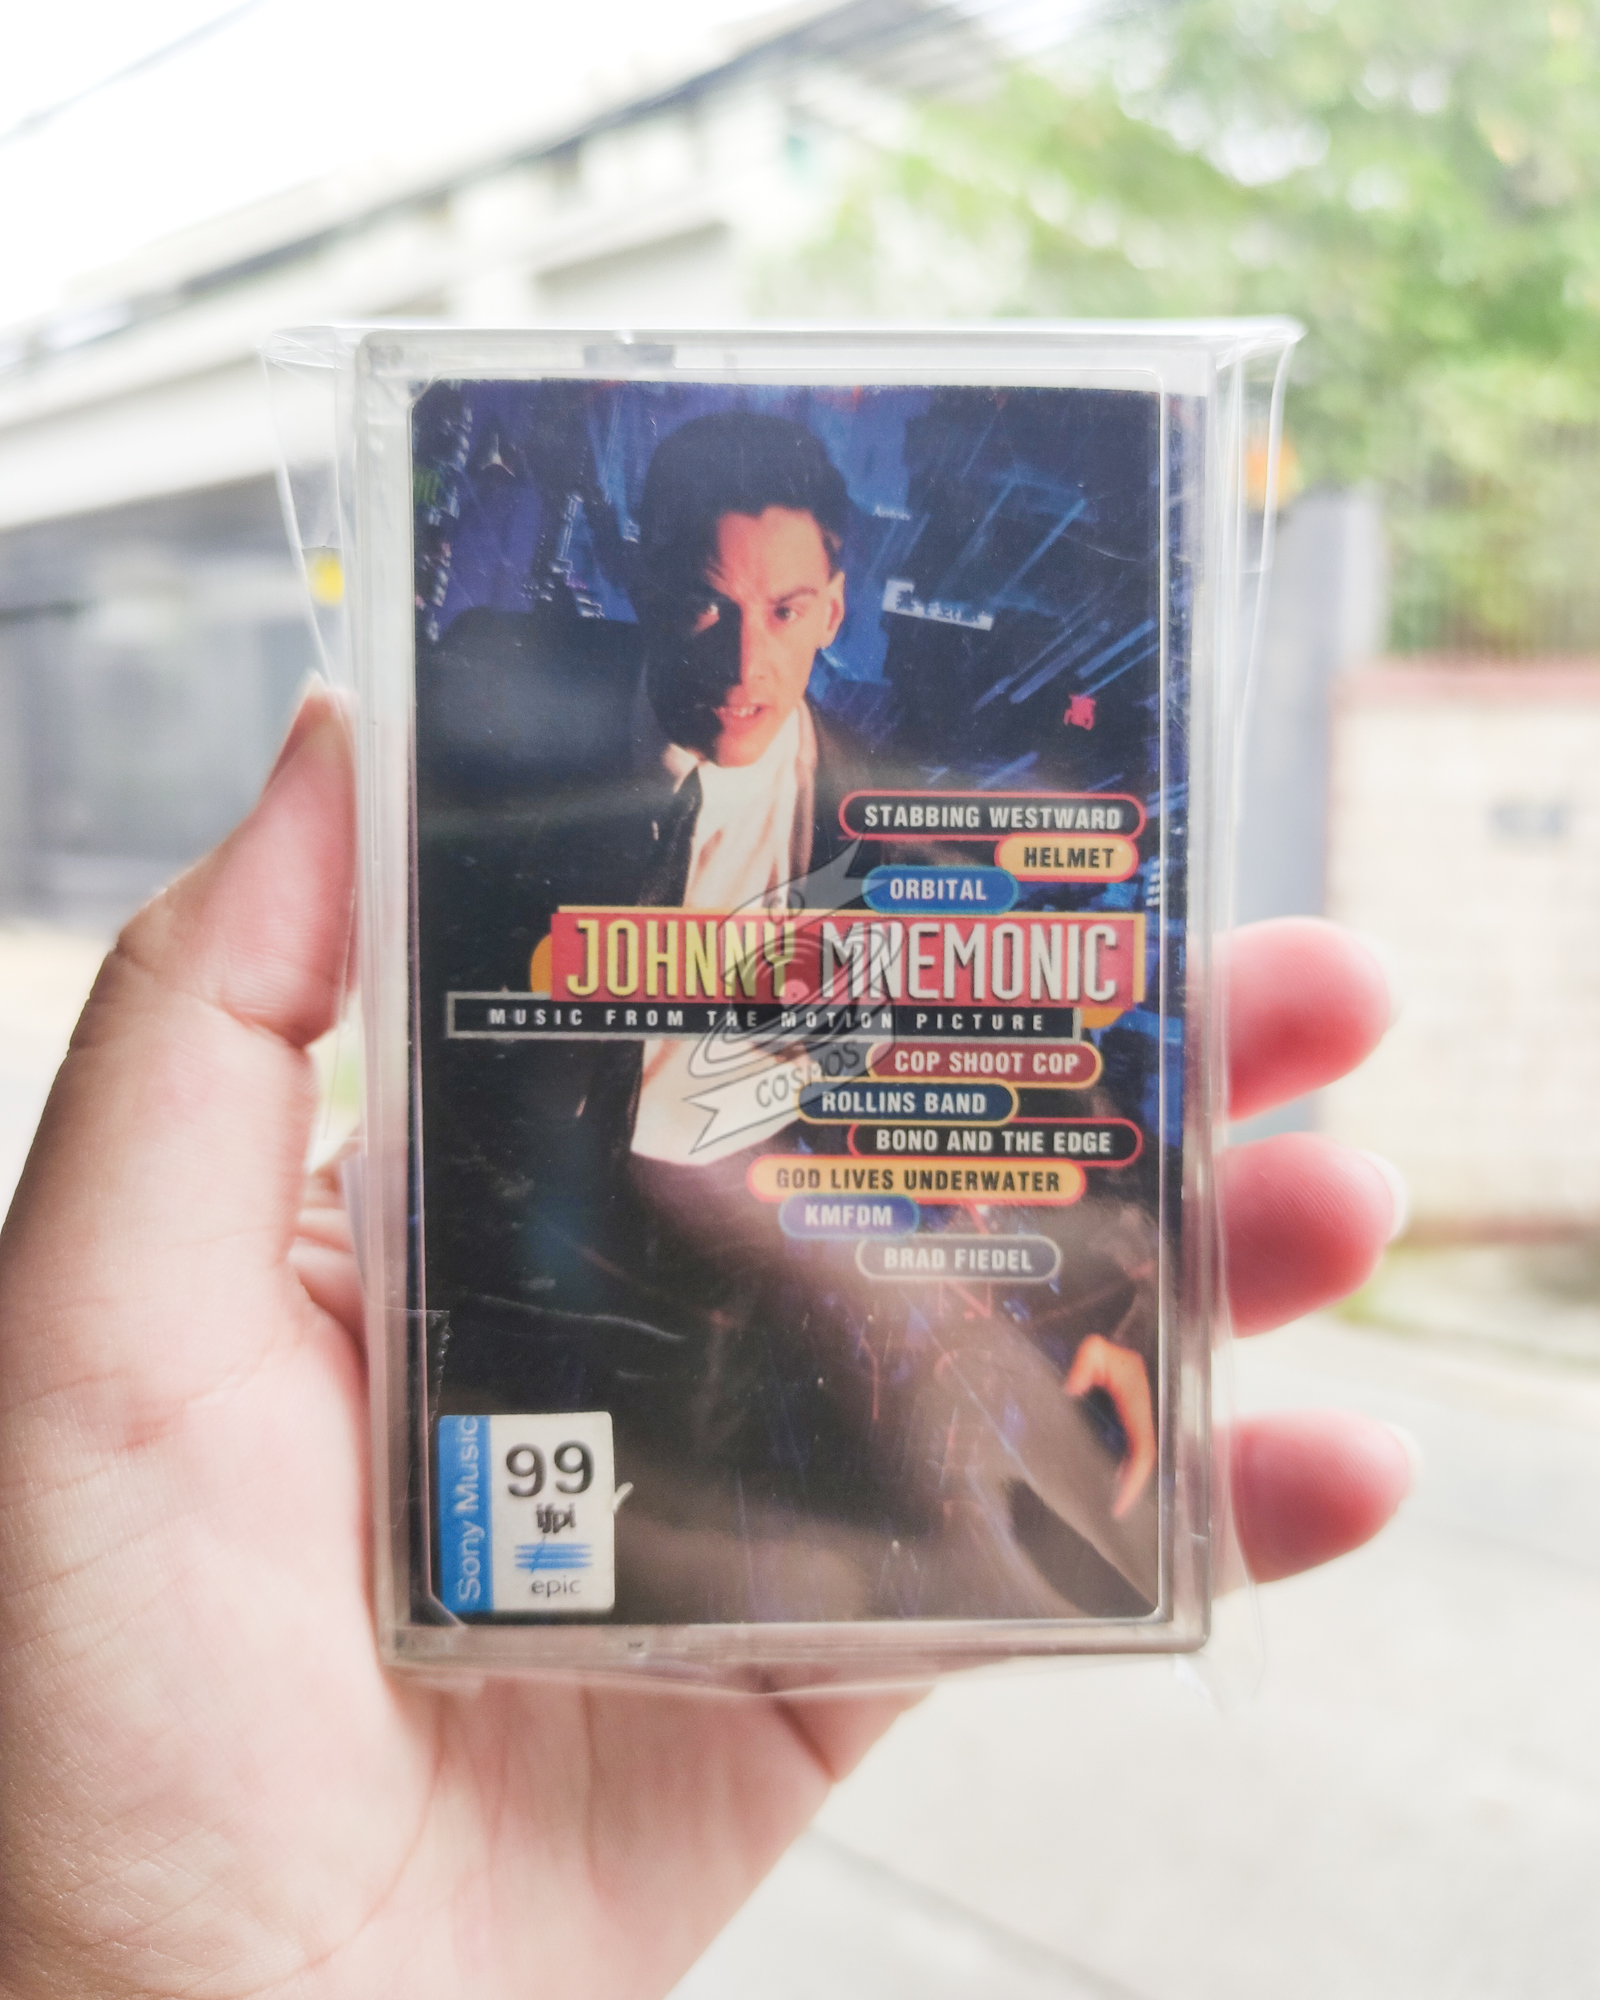 STABBING WESTWARD
HELMET
ORBITAL
JOHNNY MNEMONIC
MUSIC FROM THE MOTION PICTURE
CD
COSMOS
COP SHOOT COP
ROLLINS BAND
BONO AND THE EDGE
GOD LIVES UNDERWATER
KMFDM
BRAD FIEDEL
Sony Music
99
ifpi
epic